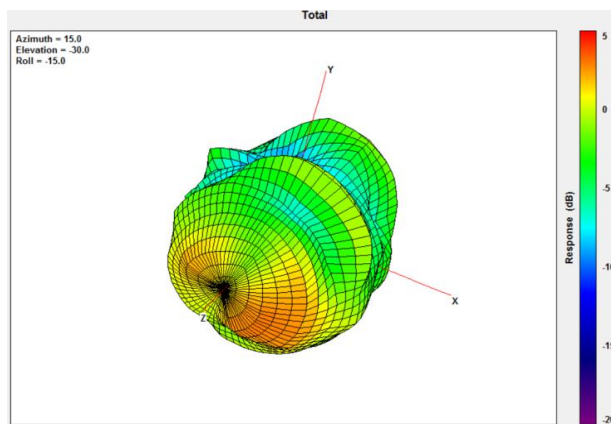 Total
Azimuth = 15.0
Elevation = -30.0
Roll = -15.0
Y
X
Z
5
0
-5
-10
-15
-20
Response (dB)